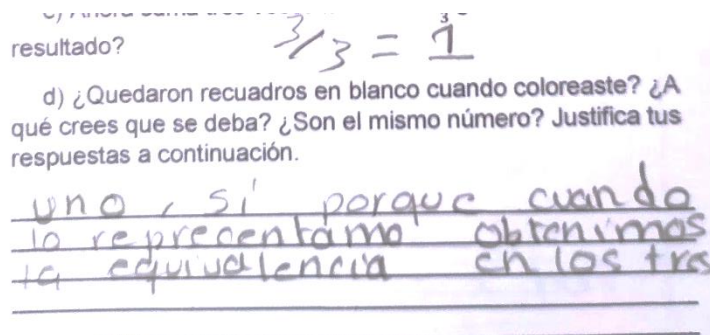 resultado? 3/3 = 1
d) ¿Quedaron recuadros en blanco cuando coloreaste? ¿A
qué crees que se deba? ¿Son el mismo número? Justifica tus
respuestas a continuación.
uno, sí porque cuando
lo reprecentamo obtenimos
la equivalencia en los tres